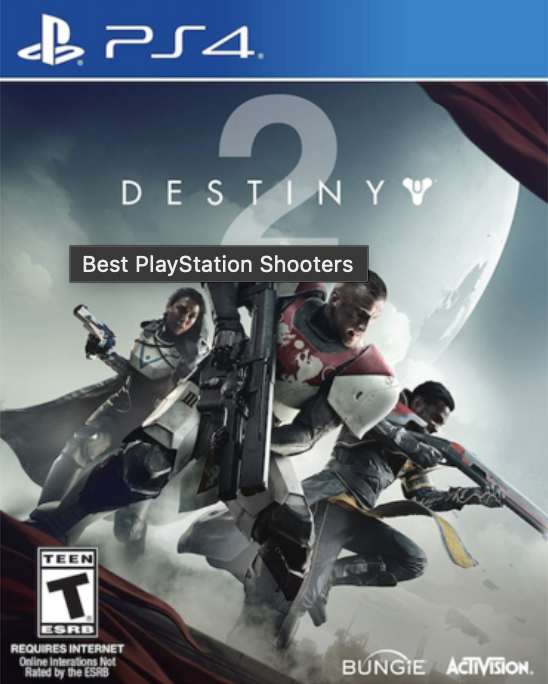 PS4
2
DESTINY
Best PlayStation Shooters
TEEN
T
ESRB
REQUIRES INTERNET
Online Interations Not
Rated by the ESRB
BUNGiE
ACTIVISION.